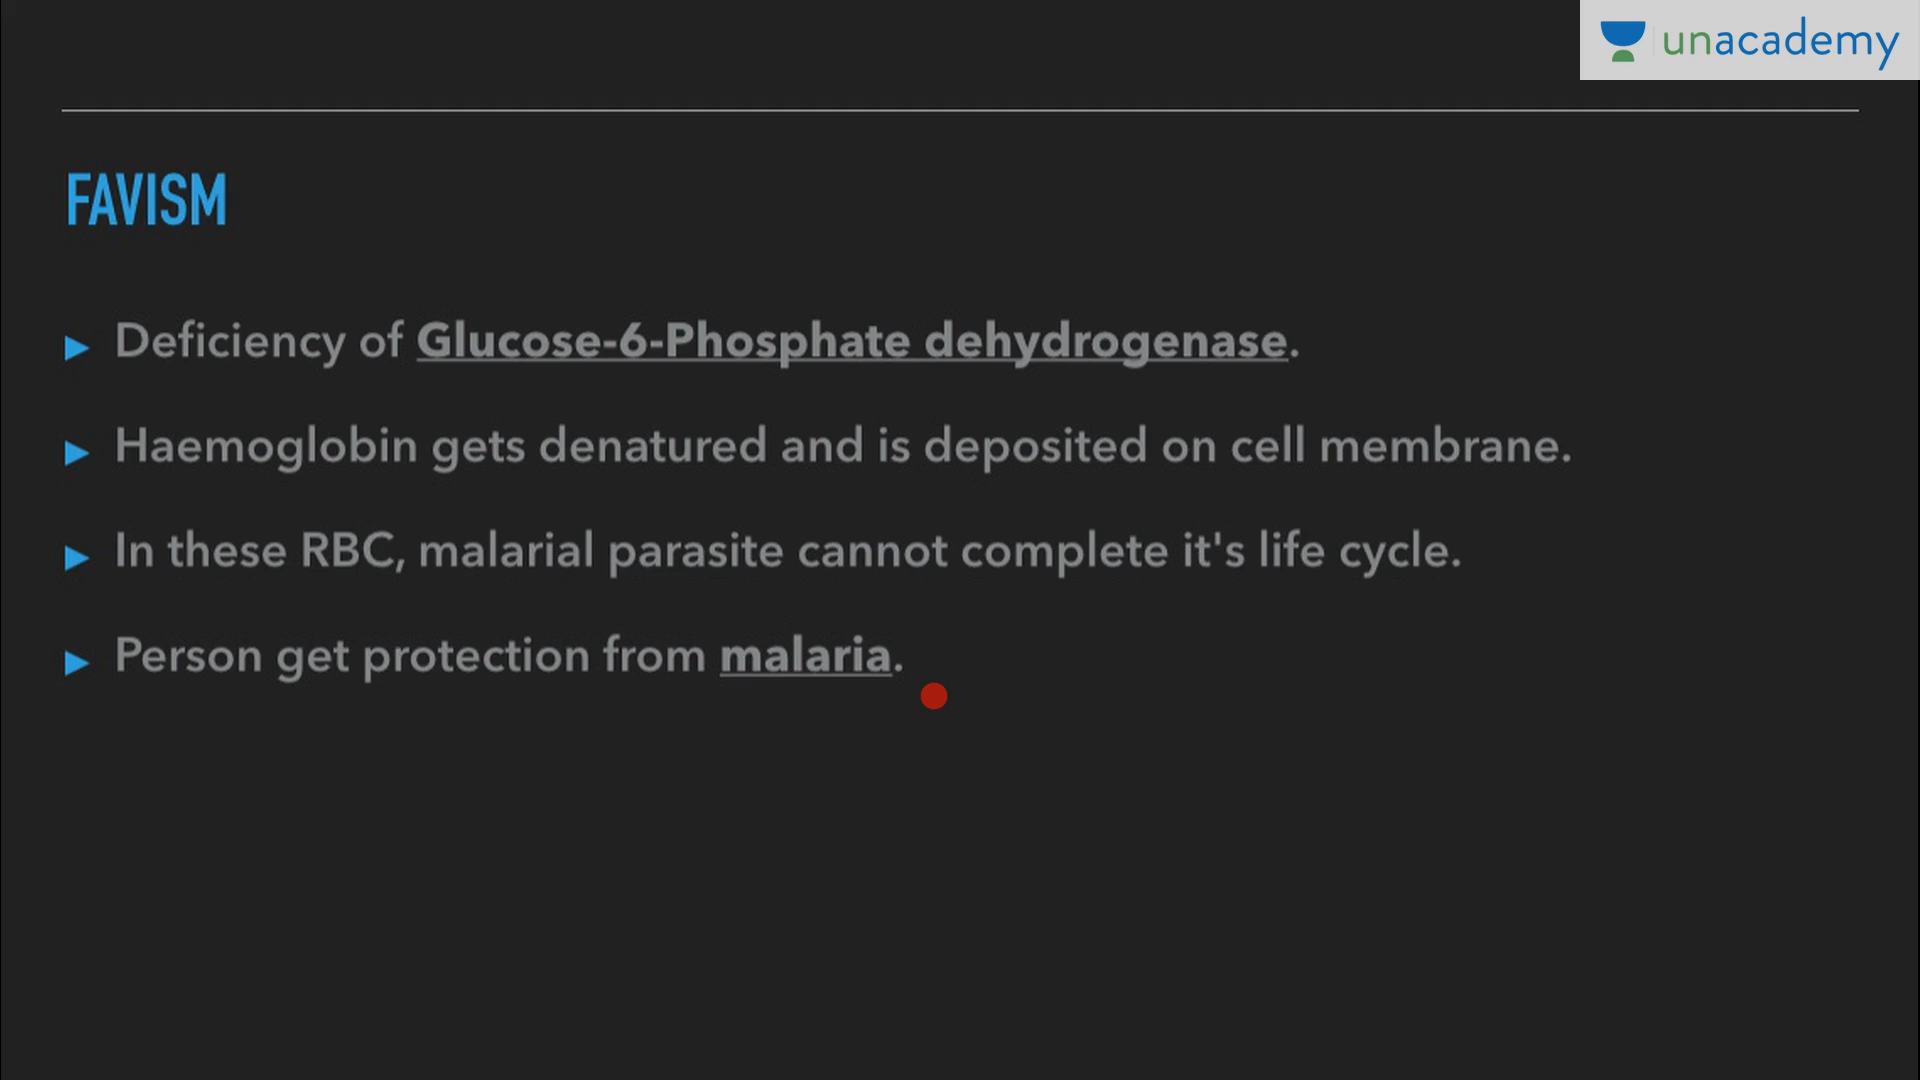 unacademy
FAVISM
▶ Deficiency of Glucose-6-Phosphate dehydrogenase.
▶ Haemoglobin gets denatured and is deposited on cell membrane.
▶ In these RBC, malarial parasite cannot complete it's life cycle.
▶ Person get protection from malaria.